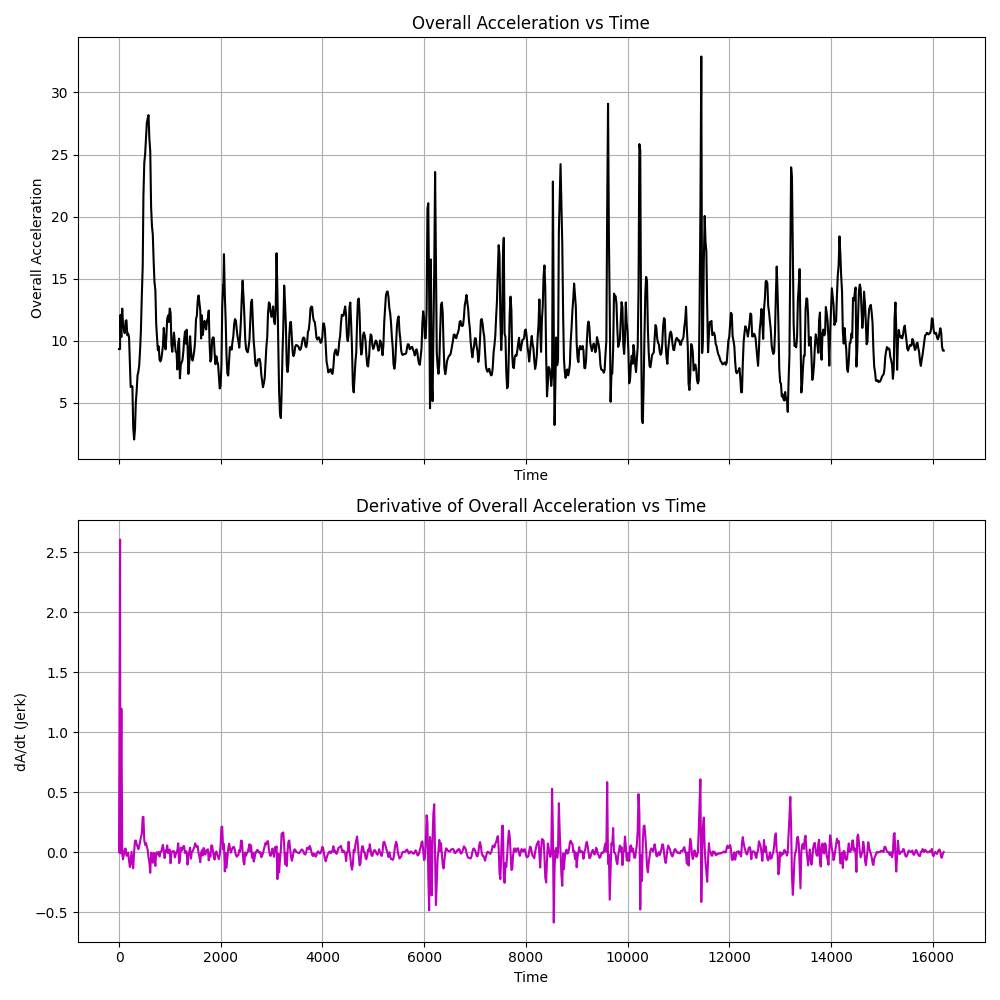 Overall Acceleration vs Time
Overall Acceleration
30
25
20
15
10
5
Time
Derivative of Overall Acceleration vs Time
dA/dt (Jerk)
2.5
2.0
1.5
1.0
0.5
0.0
−0.5
0 2000 4000 6000 8000 10000 12000 14000 16000
Time